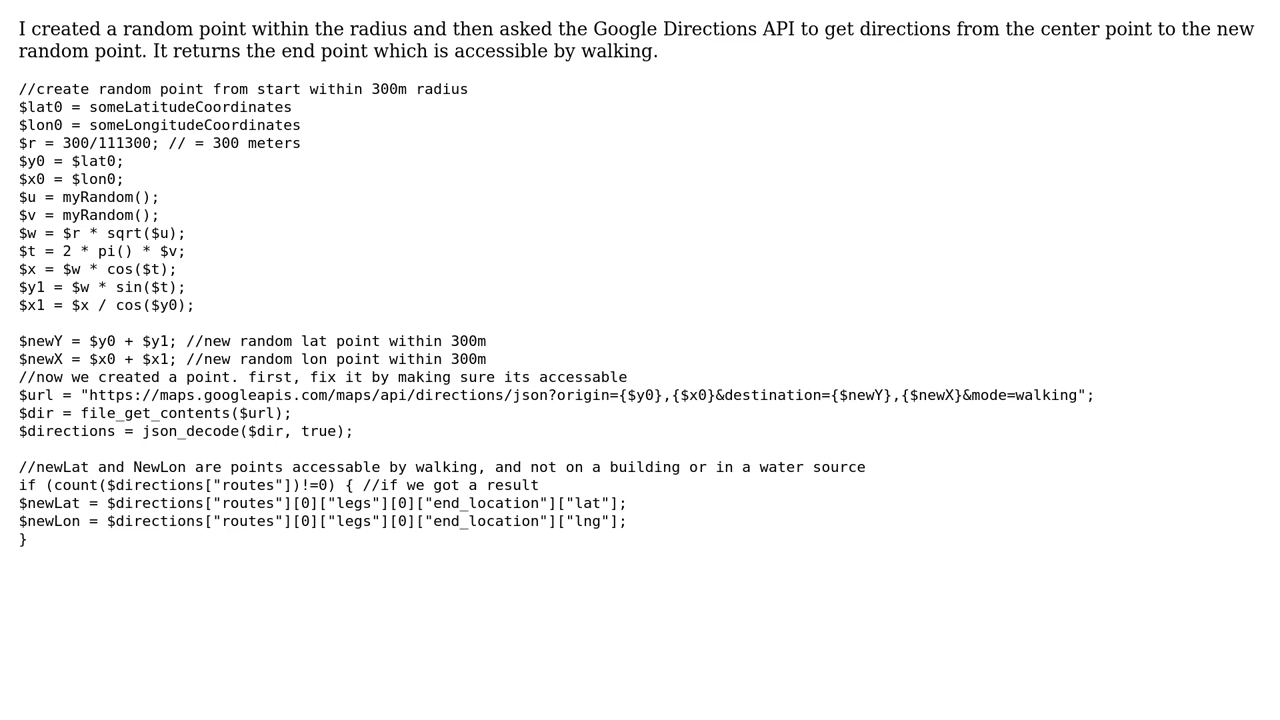 I created a random point within the radius and then asked the Google Directions API to get directions from the center point to the new
random point. It returns the end point which is accessible by walking.
//create random point from start within 300m radius
$lat0 = someLatitudeCoordinates
$lon0 = someLongitudeCoordinates
$r = 300/111300; // = 300 meters
$y0 = $lat0;
$x0 = $lon0;
$u = myRandom();
$v = myRandom();
$w = $r * sqrt($u);
$t = 2 * pi() * $v;
$x = $w * cos($t);
$y1 = $w * sin($t);
$x1 = $x / cos($y0);
$newY = $y0 + $y1; //new random lat point within 300m
$newX = $x0 + $x1; //new random lon point within 300m
//now we created a point. first, fix it by making sure its accessable
$url = "https://maps.googleapis.com/maps/api/directions/json?origin={$y0},{$x0}&destination={$newY},{$newX}&mode=walking";
$dir = file_get_contents($url);
$directions = json_decode($dir, true);
//newLat and NewLon are points accessable by walking, and not on a building or in a water source
if (count($directions["routes"])!=0) { //if we got a result
$newLat = $directions["routes"][0]["legs"][0]["end_location"]["lat"];
$newLon = $directions["routes"][0]["legs"][0]["end_location"]["lng"];
}